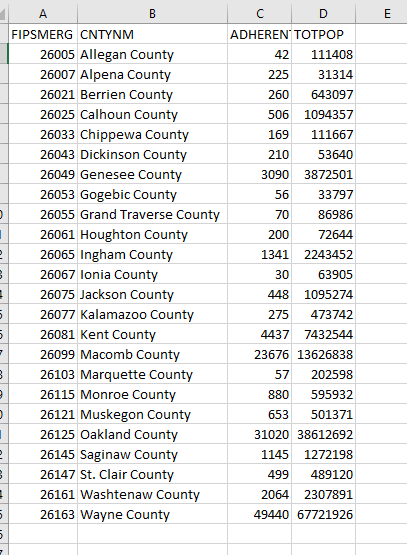 A B C D E
FIPSMERG CNTYNM ADHEREN TOTPOP
26005 Allegan County 42 111408
26007 Alpena County 225 31314
26021 Berrien County 260 643097
26025 Calhoun County 506 1094357
26033 Chippewa County 169 111667
26043 Dickinson County 210 53640
26049 Genesee County 3090 3872501
26053 Gogebic County 56 33797
26055 Grand Traverse County 70 86986
26061 Houghton County 200 72644
26065 Ingham County 1341 2243452
26067 Ionia County 30 63905
26075 Jackson County 448 1095274
26077 Kalamazoo County 275 473742
26081 Kent County 4437 7432544
26099 Macomb County 23676 13626838
26103 Marquette County 57 202598
26115 Monroe County 880 595932
26121 Muskegon County 653 501371
26125 Oakland County 31020 38612692
26145 Saginaw County 1145 1272198
26147 St. Clair County 499 489120
26161 Washtenaw County 2064 2307891
26163 Wayne County 49440 67721926